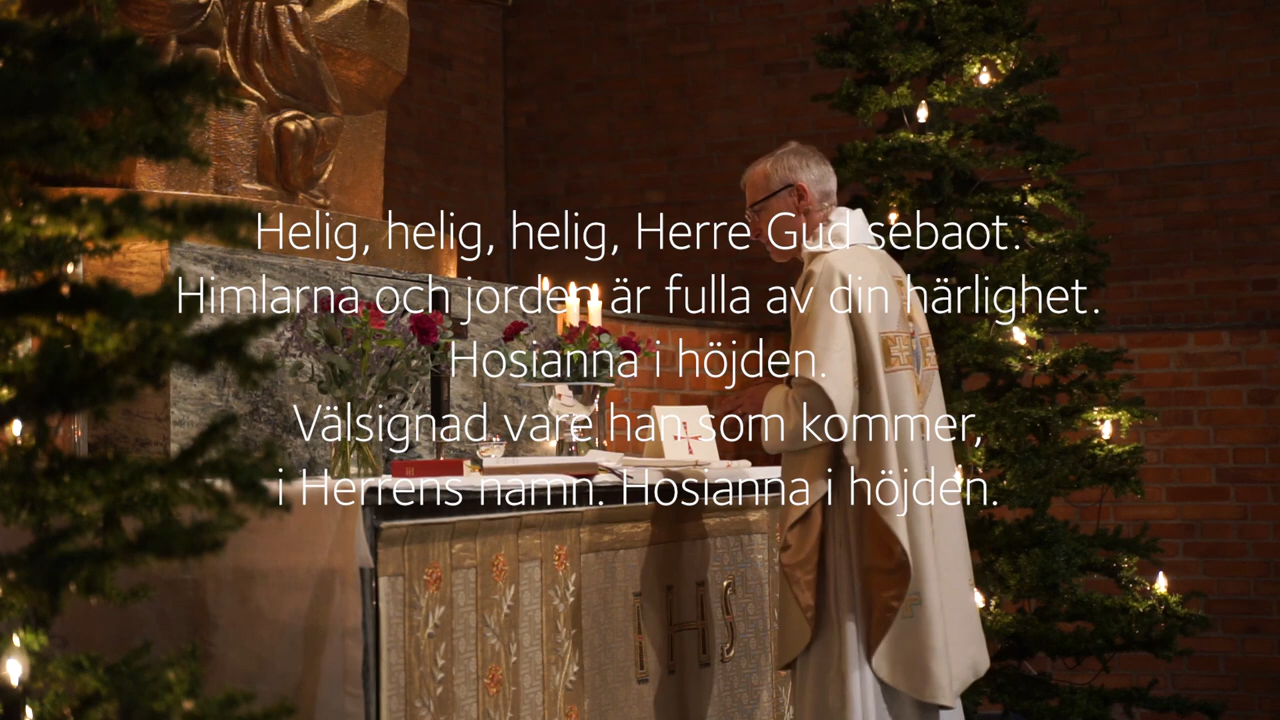 Helig, helig, helig, Herre Gud sebaot.
Himlarna och jorden är fulla av din härlighet.
Hosianna i höjden.
Välsignad vare han som kommer,
i Herrens namn. Hosianna i höjden.
IHS